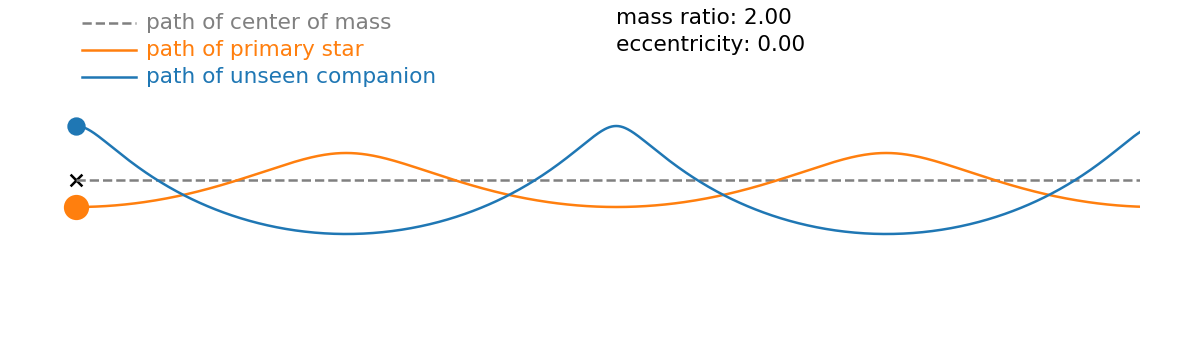 path of center of mass
path of primary star
path of unseen companion
mass ratio: 2.00
eccentricity: 0.00